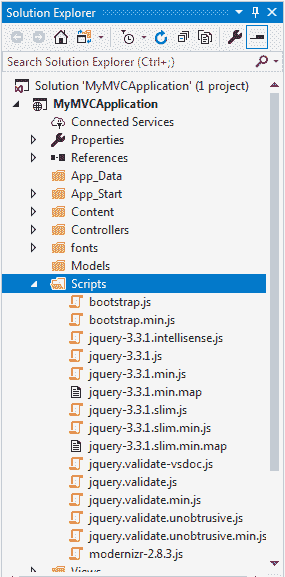 Solution Explorer
Search Solution Explorer (Ctrl+;)
Solution 'MyMVCApplication' (1 project)
MyMVCApplication
Connected Services
Properties
References
App_Data
App_Start
Content
Controllers
fonts
Models
Scripts
bootstrap.js
bootstrap.min.js
jquery-3.3.1.intellisense.js
jquery-3.3.1.js
jquery-3.3.1.min.js
jquery-3.3.1.min.map
jquery-3.3.1.slim.js
jquery-3.3.1.slim.min.js
jquery-3.3.1.slim.min.map
jquery.validate-vsdoc.js
jquery.validate.js
jquery.validate.min.js
jquery.validate.unobtrusive.js
jquery.validate.unobtrusive.min.js
modernizr-2.8.3.js
Views